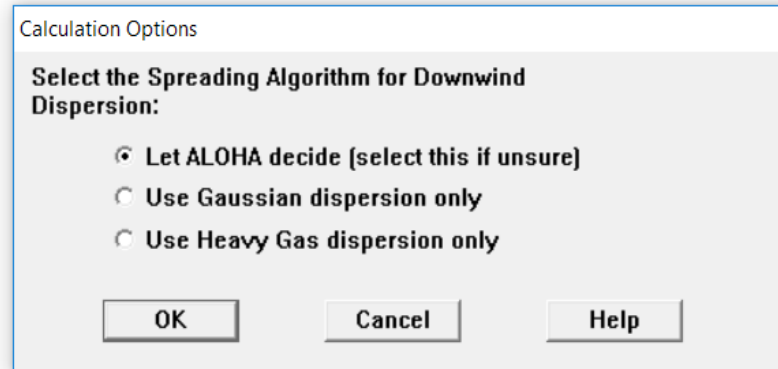 Calculation Options
Select the Spreading Algorithm for Downwind
Dispersion:
Let ALOHA decide (select this if unsure)
Use Gaussian dispersion only
Use Heavy Gas dispersion only
OK Cancel Help